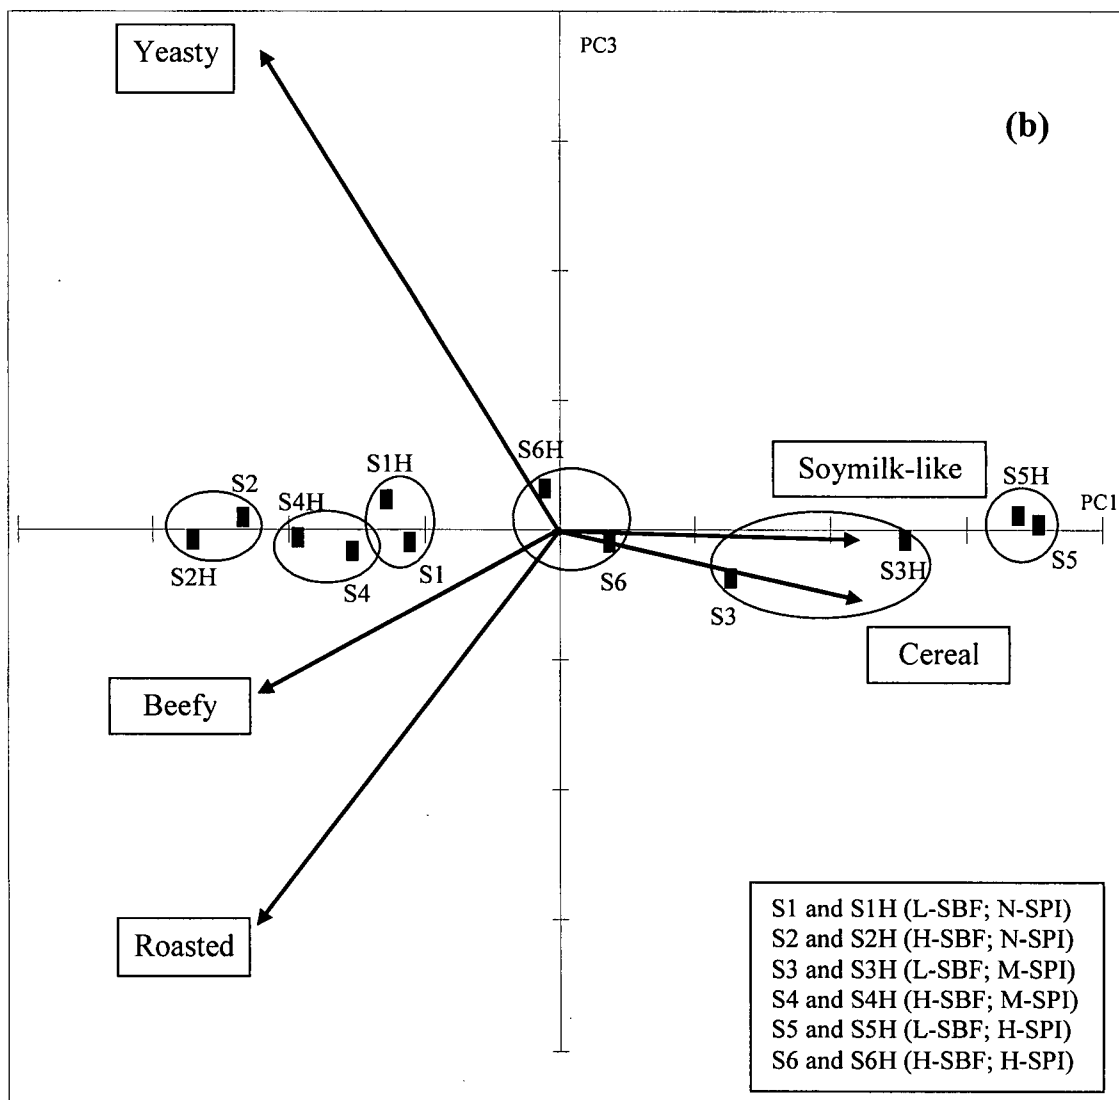 Yeasty
PC3
(b)
S6H
Soymilk-like
S5H
S1H
S2
S4H
PC1
S2H
S4
S1
S6
S3
S3H
S5
Cereal
Beefy
Roasted
S1 and S1H (L-SBF; N-SPI)
S2 and S2H (H-SBF; N-SPI)
S3 and S3H (L-SBF; M-SPI)
S4 and S4H (H-SBF; M-SPI)
S5 and S5H (L-SBF; H-SPI)
S6 and S6H (H-SBF; H-SPI)